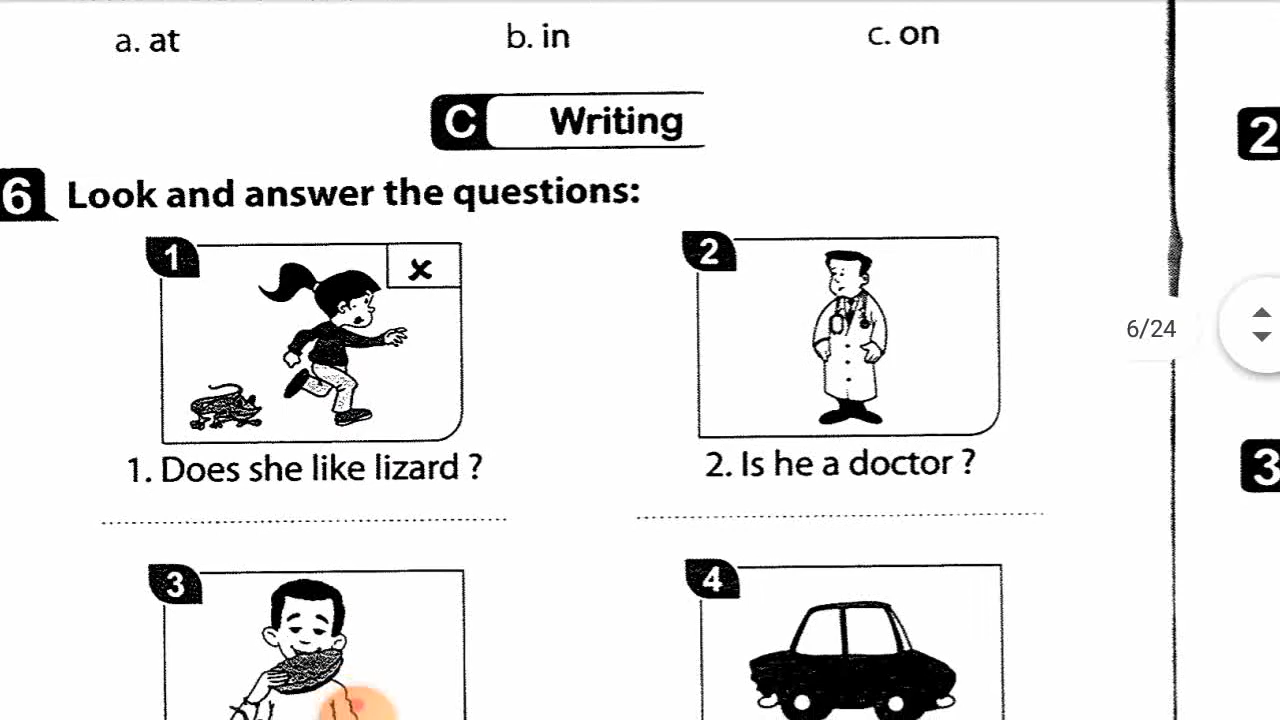 a. at b. in c. on
C Writing
6 Look and answer the questions:
1
x
2
1. Does she like lizard ?
2. Is he a doctor ?
3
4
6/24
2
3